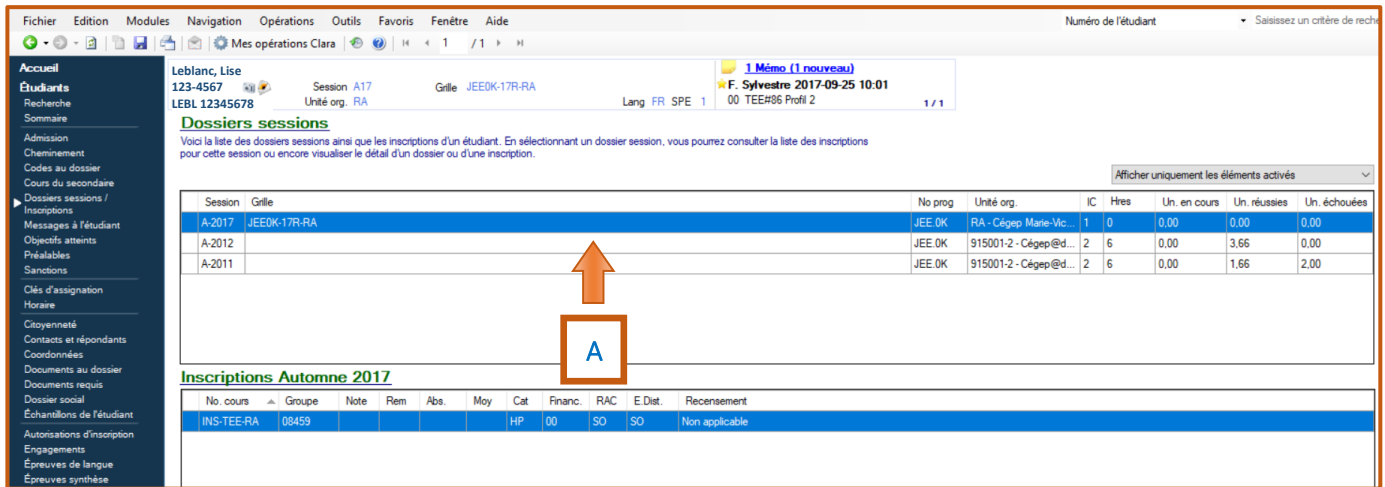 Fichier Edition Modules Navigation Opérations Outils Favoris Fenêtre Aide Numéro de l'étudiant Saisissez un critère de reche
Mes opérations Clara 1 /1
Accueil
Étudiants
Recherche
Sommaire
Admission
Cheminement
Codes au dossier
Cours du secondaire
Dossiers sessions /
Inscriptions
Messages à l'étudiant
Objectifs atteints
Préalables
Sanctions
Clés d'assignation
Horaire
Citoyenneté
Contacts et répondants
Coordonnées
Documents au dossier
Documents requis
Dossier social
Échantillons de l'étudiant
Autorisations d'inscription
Engagements
Épreuves de langue
Épreuves synthèse
Leblanc, Lise
123-4567 Session A17 Grille JEE0K-17R-RA
LEBL 12345678 Unité org. RA Lang FR SPE 1
1 Mémo (1 nouveau)
F. Sylvestre 2017-09-25 10:01
00 TEE#86 Profil 2 1 / 1
Dossiers sessions
Voici la liste des dossiers sessions ainsi que les inscriptions d'un étudiant. En sélectionnant un dossier session, vous pourrez consulter la liste des inscriptions
pour cette session ou encore visualiser le détail d'un dossier ou d'une inscription.
Afficher uniquement les éléments activés
Session Grille No prog Unité org. IC Hres Un. en cours Un. réussies Un. échouées
A-2017 JEE0K-17R-RA JEE.0K RA - Cégep Marie-Vic... 1 0 0,00 0,00 0,00
A-2012 JEE.0K 915001-2 - Cégep@d... 2 6 0,00 3,66 0,00
A-2011 JEE.0K 915001-2 - Cégep@d... 2 6 0,00 1,66 2,00
A
Inscriptions Automne 2017
No. cours Groupe Note Rem Abs. Moy Cat Financ. RAC E.Dist. Recensement
INS-TEE-RA 08459 HP 00 SO SO Non applicable